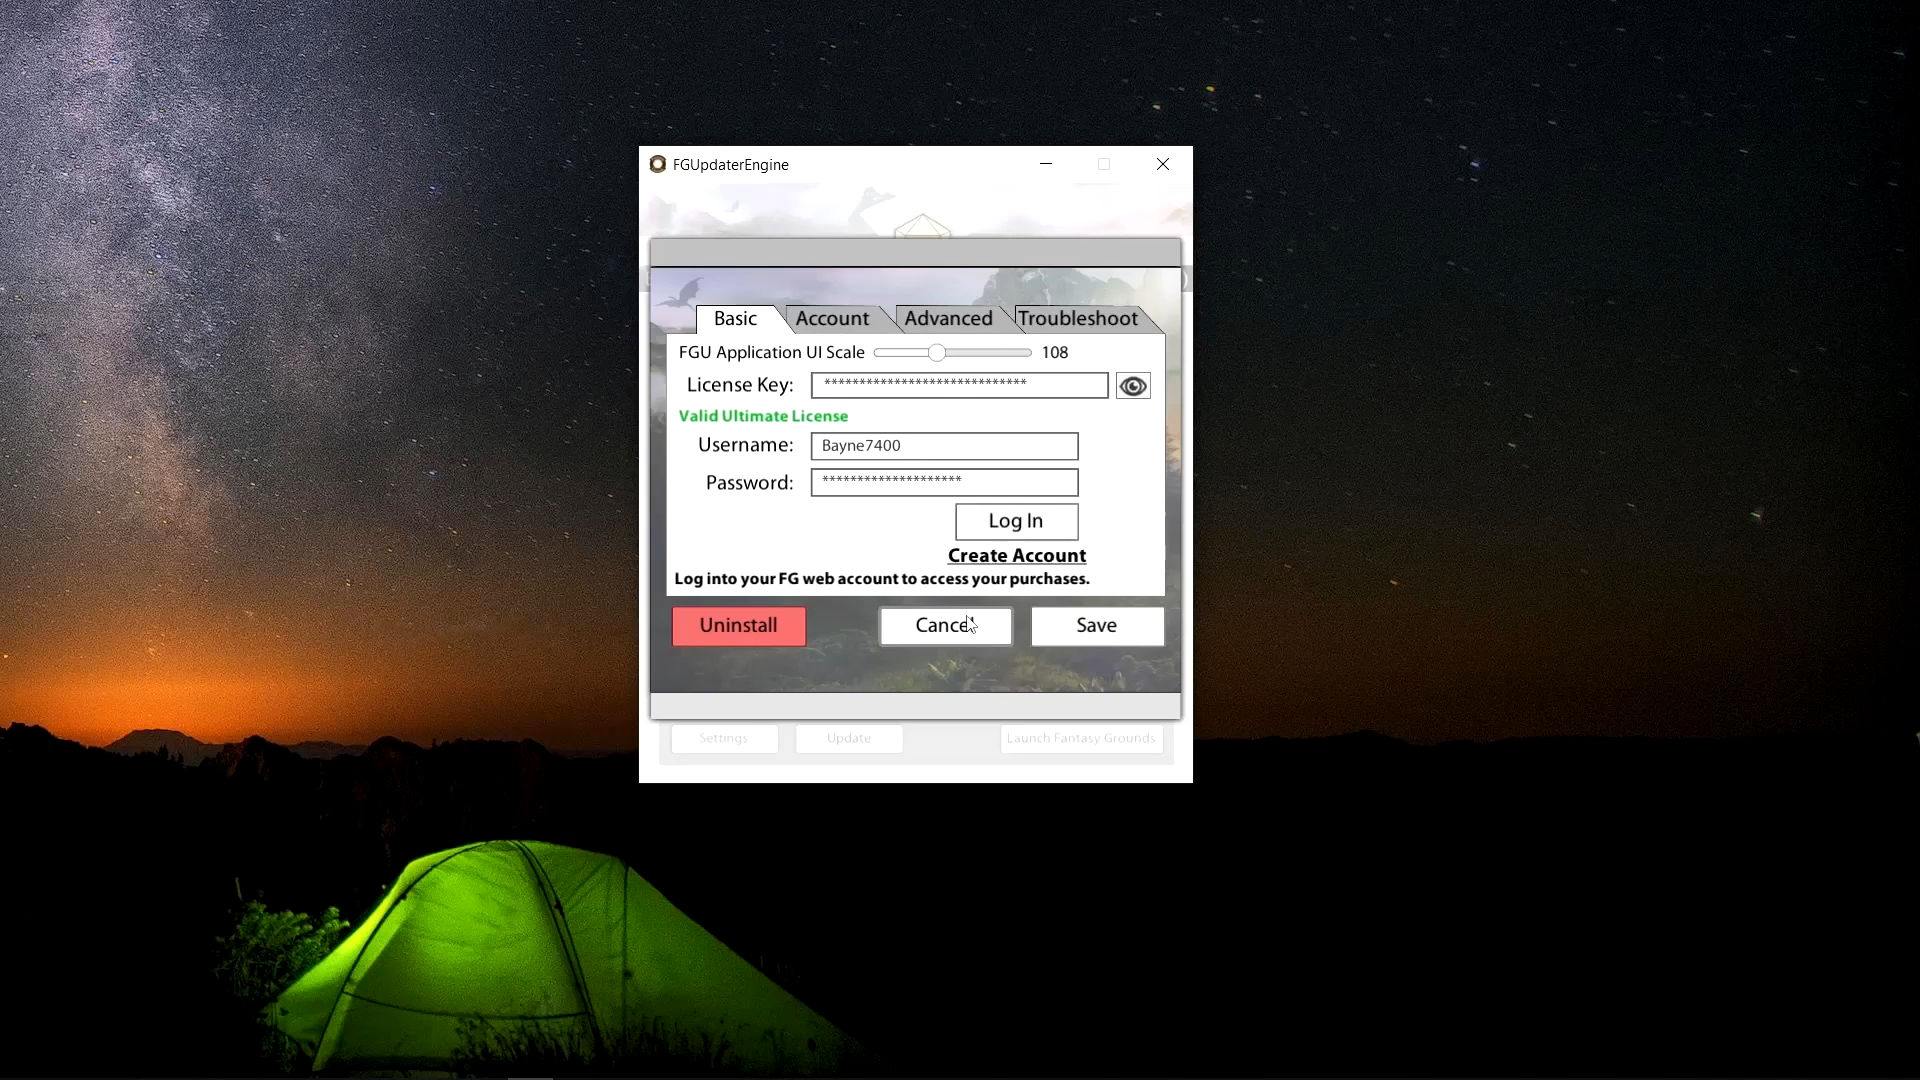 FGUpdaterEngine
Basic Account Advanced Troubleshoot
FGU Application UI Scale 108
License Key: *****************************
Valid Ultimate License
Username: Bayne7400
Password: ********************
Log In
Create Account
Log into your FG web account to access your purchases.
Uninstall Cancel Save
Settings Update Launch Fantasy Grounds